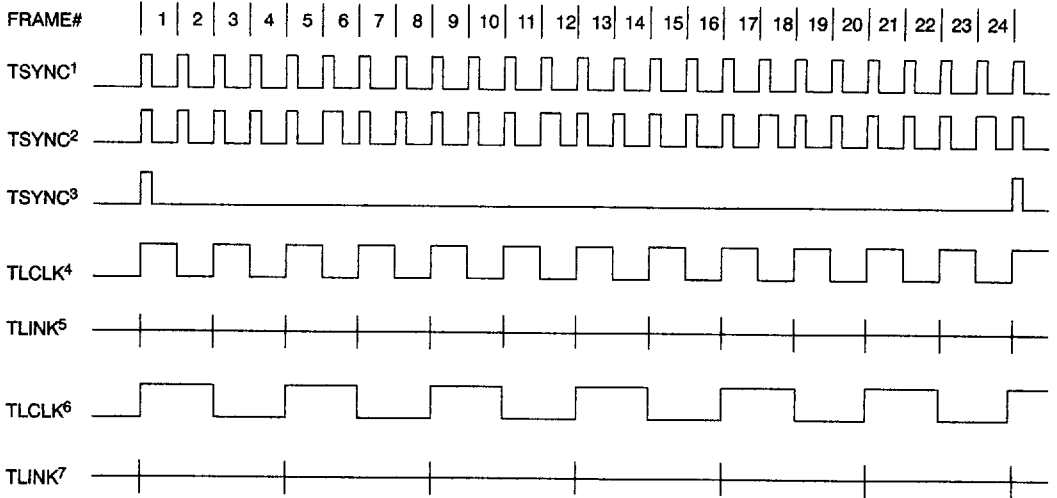 FRAME# 1 2 3 4 5 6 7 8 9 10 11 12 13 14 15 16 17 18 19 20 21 22 23 24
TSYNC¹
TSYNC²
TSYNC³
TLCLK⁴
TLINK⁵
TLCLK⁶
TLINK⁷